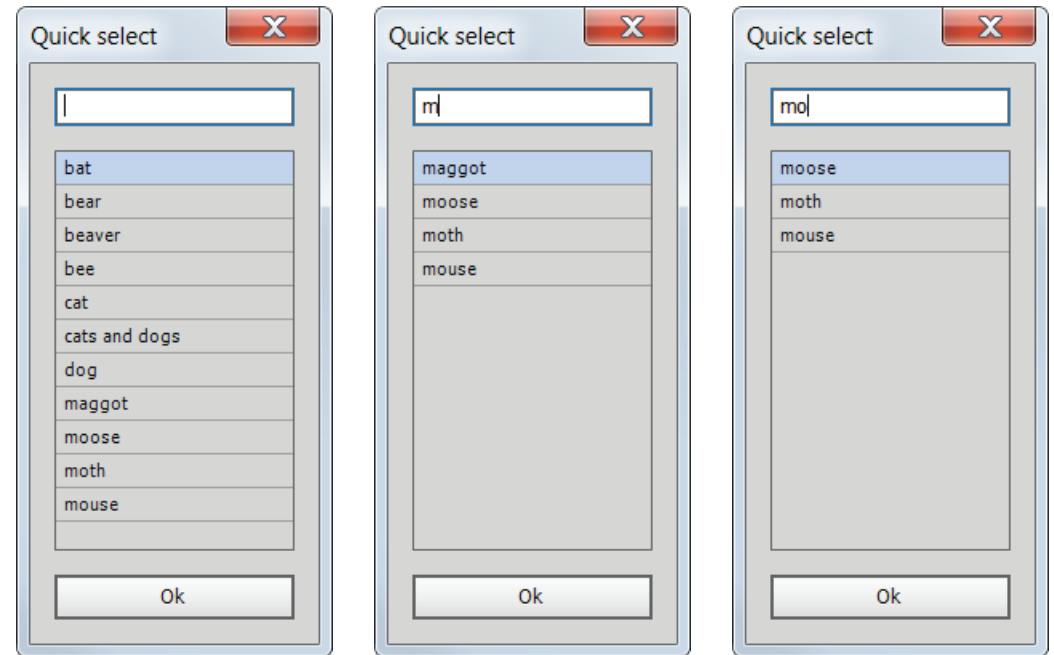 Quick select
X
bat
bear
beaver
bee
cat
cats and dogs
dog
maggot
moose
moth
mouse
Ok
Quick select
X
m
maggot
moose
moth
mouse
Ok
Quick select
X
mo
moose
moth
mouse
Ok